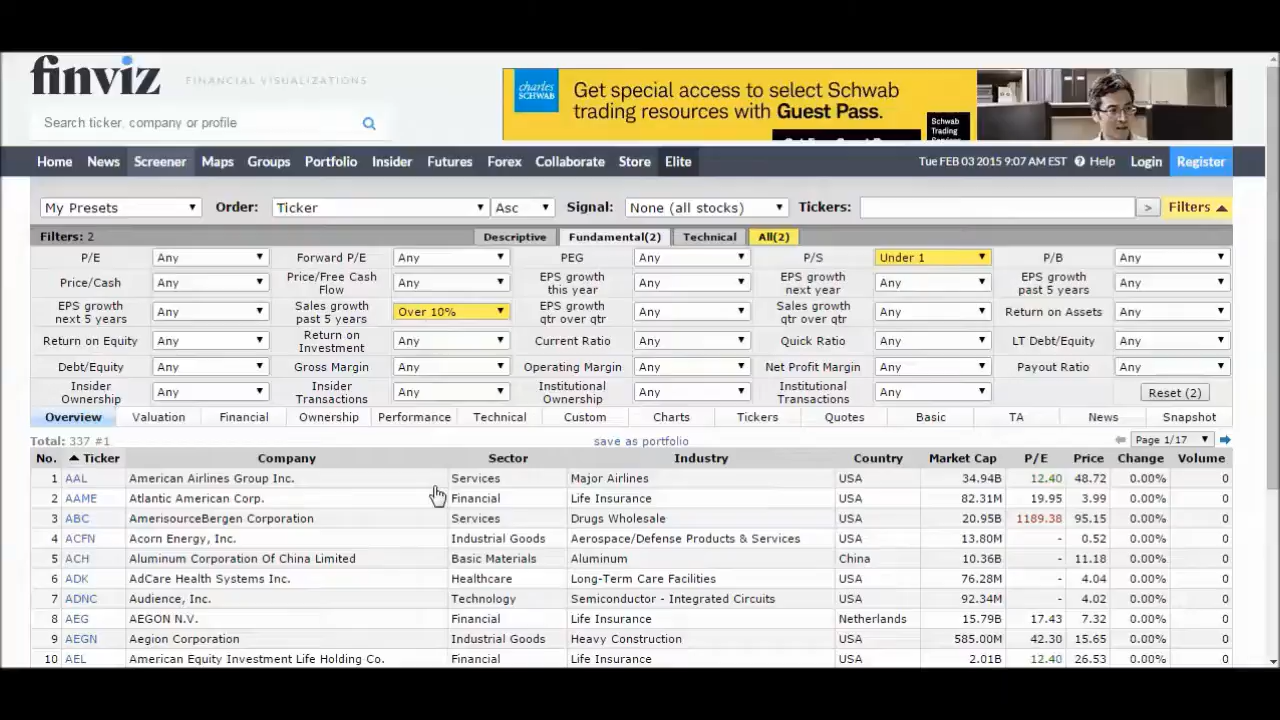 finviz
FINANCIAL VISUALIZATIONS
charles SCHWAB
Get special access to select Schwab
trading resources with Guest Pass.
Schwab
Trading
Search ticker, company or profile
Home News Screener Maps Groups Portfolio Insider Futures Forex Collaborate Store Elite Tue FEB 03 2015 9:07 AM EST ? Help Login Register
My Presets Order: Ticker Asc Signal: None (all stocks) Tickers: > Filters
Filters: 2 Descriptive Fundamental(2) Technical All(2)
P/E Any Forward P/E Any PEG Any P/S Under 1 P/B Any
Price/Cash Any Price/Free Cash Flow Any EPS growth this year Any EPS growth next year Any EPS growth past 5 years Any
EPS growth next 5 years Any Sales growth past 5 years Over 10% EPS growth qtr over qtr Any Sales growth qtr over qtr Any Return on Assets Any
Return on Equity Any Return on Investment Any Current Ratio Any Quick Ratio Any LT Debt/Equity Any
Debt/Equity Any Gross Margin Any Operating Margin Any Net Profit Margin Any Payout Ratio Any
Insider Ownership Any Insider Transactions Any Institutional Ownership Any Institutional Transactions Any Reset (2)
Overview Valuation Financial Ownership Performance Technical Custom Charts Tickers Quotes Basic TA News Snapshot
Total: 337 #1 save as portfolio Page 1/17
No. Ticker Company Sector Industry Country Market Cap P/E Price Change Volume
1 AAL American Airlines Group Inc. Services Major Airlines USA 34.94B 12.40 48.72 0.00% 0
2 AAME Atlantic American Corp. Financial Life Insurance USA 82.31M 19.95 3.99 0.00% 0
3 ABC AmerisourceBergen Corporation Services Drugs Wholesale USA 20.95B 1189.38 95.15 0.00% 0
4 ACFN Acorn Energy, Inc. Industrial Goods Aerospace/Defense Products & Services USA 13.80M - 0.52 0.00% 0
5 ACH Aluminum Corporation Of China Limited Basic Materials Aluminum China 10.36B - 11.18 0.00% 0
6 ADK AdCare Health Systems Inc. Healthcare Long-Term Care Facilities USA 76.28M - 4.04 0.00% 0
7 ADNC Audience, Inc. Technology Semiconductor - Integrated Circuits USA 92.34M - 4.02 0.00% 0
8 AEG AEGON N.V. Financial Life Insurance Netherlands 15.79B 17.43 7.32 0.00% 0
9 AEGN Aegion Corporation Industrial Goods Heavy Construction USA 585.00M 42.30 15.65 0.00% 0
10 AEL American Equity Investment Life Holding Co. Financial Life Insurance USA 2.01B 12.40 26.53 0.00% 0